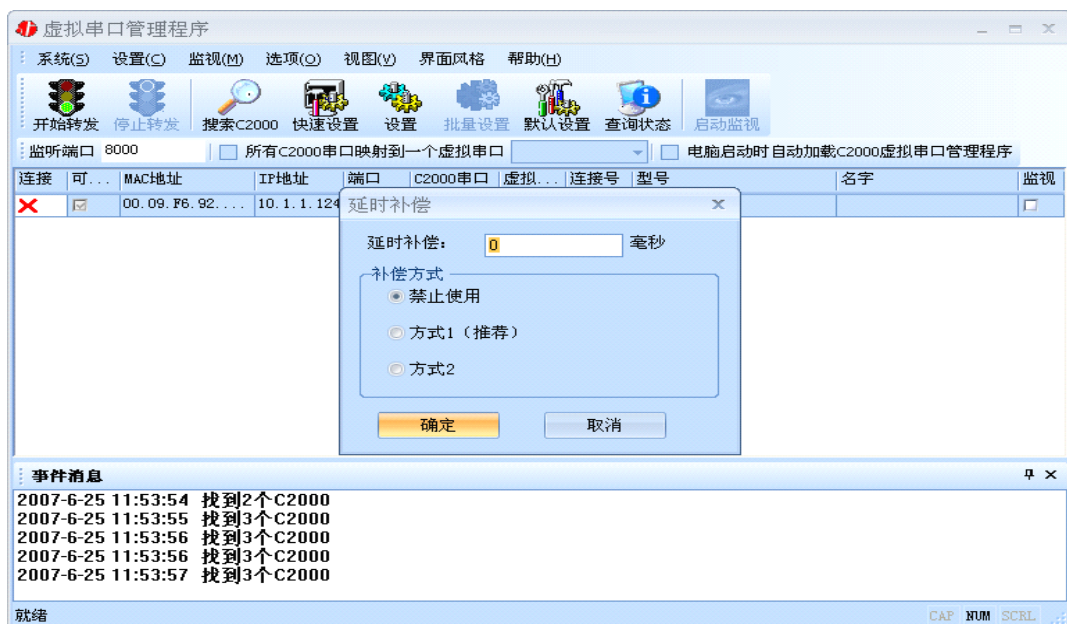 虚拟串口管理程序
系统(S) 设置(C) 监视(M) 选项(O) 视图(V) 界面风格 帮助(H)
开始转发 停止转发 搜索C2000 快速设置 设置 批量设置 默认设置 查询状态 启动监视
监听端口 8000 所有C2000串口映射到一个虚拟串口 电脑启动时自动加载C2000虚拟串口管理程序
连接 可... MAC地址 IP地址 端口 C2000串口 虚拟... 连接号 型号 名字 监视
00.09.F6.92.... 10.1.1.124
延时补偿
延时补偿: 0 毫秒
补偿方式
禁止使用
方式1（推荐）
方式2
确定 取消
事件消息
2007-6-25 11:53:54 找到2个C2000
2007-6-25 11:53:55 找到3个C2000
2007-6-25 11:53:56 找到3个C2000
2007-6-25 11:53:56 找到3个C2000
2007-6-25 11:53:57 找到3个C2000
就绪 CAP NUM SCRL